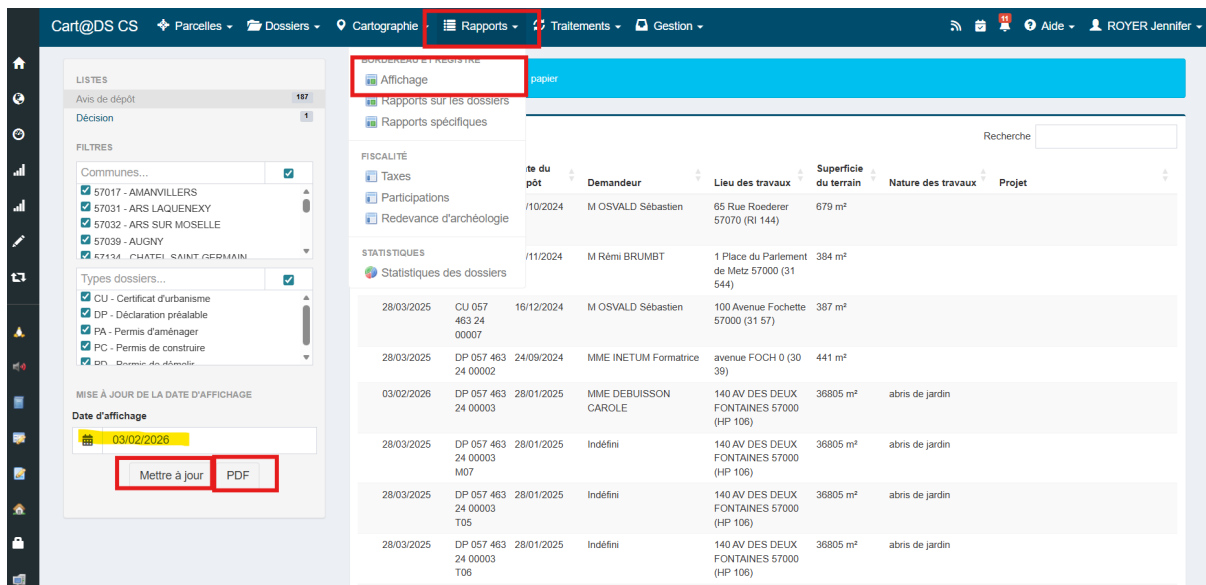 Cart@DS CS Parcelles Dossiers Cartographie Rapports Traitements Gestion 11 Aide ROYER Jennifer
LISTES
Avis de dépôt 187
Décision 1
FILTRES
Communes...
57017 - AMANVILLERS
57031 - ARS LAQUENEXY
57032 - ARS SUR MOSELLE
57039 - AUGNY
57134 - CHATEL SAINT GERMAIN
Types dossiers...
CU - Certificat d'urbanisme
DP - Déclaration préalable
PA - Permis d'aménager
PC - Permis de construire
PD - Permis de démolir
MISE À JOUR DE LA DATE D'AFFICHAGE
Date d'affichage
03/02/2026
Mettre à jour PDF
BORDEREAU ET REGISTRE
Affichage
Rapports sur les dossiers
Rapports spécifiques
FISCALITÉ
Taxes
Participations
Redevance d'archéologie
STATISTIQUES
Statistiques des dossiers
papier
Recherche
Demandeur Lieu des travaux Superficie du terrain Nature des travaux Projet
/10/2024 M OSVALD Sébastien 65 Rue Roederer 679 m²
57070 (RI 144)
/11/2024 M Rémi BRUMBT 1 Place du Parlement 384 m²
de Metz 57000 (31
544)
28/03/2025 CU 057 16/12/2024 M OSVALD Sébastien 100 Avenue Fochette 387 m²
463 24 57000 (31 57)
00007
28/03/2025 DP 057 463 24/09/2024 MME INETUM Formatrice avenue FOCH 0 (30 441 m²
24 00002 39)
03/02/2026 DP 057 463 28/01/2025 MME DEBUISSON 140 AV DES DEUX 36805 m² abris de jardin
24 00003 CAROLE FONTAINES 57000
(HP 106)
28/03/2025 DP 057 463 28/01/2025 Indéfini 140 AV DES DEUX 36805 m² abris de jardin
24 00003 FONTAINES 57000
M07 (HP 106)
28/03/2025 DP 057 463 28/01/2025 Indéfini 140 AV DES DEUX 36805 m² abris de jardin
24 00003 FONTAINES 57000
T05 (HP 106)
28/03/2025 DP 057 463 28/01/2025 Indéfini 140 AV DES DEUX 36805 m² abris de jardin
24 00003 FONTAINES 57000
T06 (HP 106)